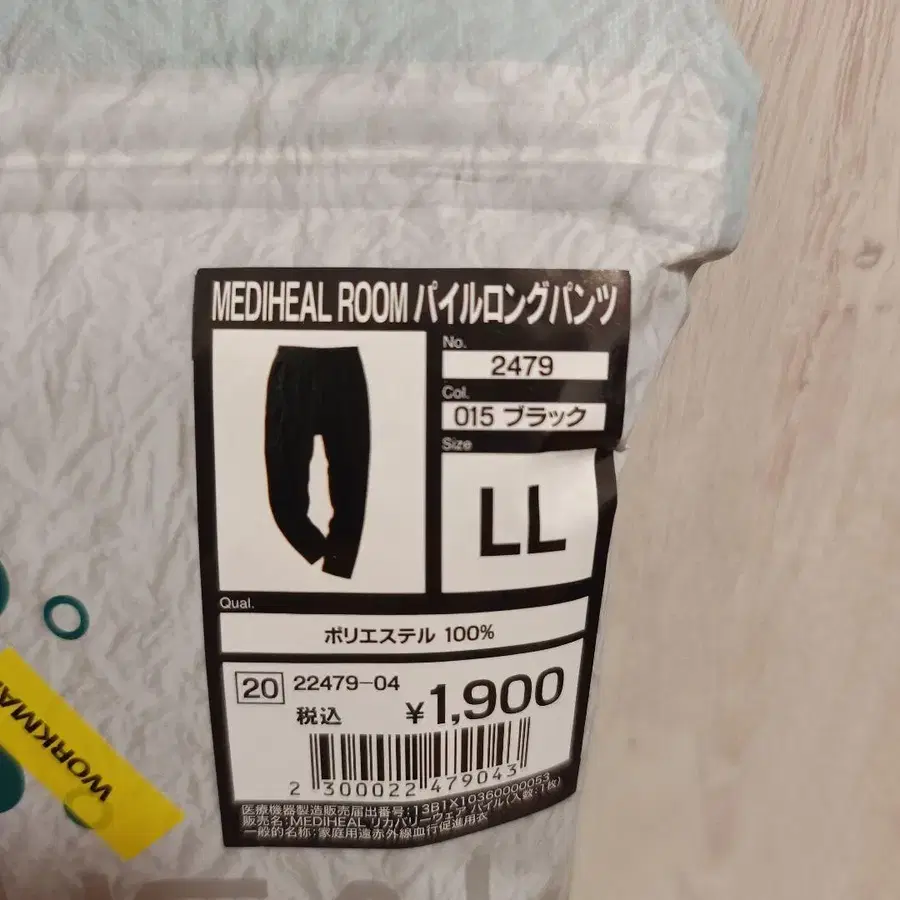 MEDIHEAL ROOM パイルロングパンツ
No.
2479
Col.
015 ブラック
Size
LL
Qual.
ポリエステル 100%
20 22479-04
税込 ¥1,900
2 300022 479043
医療機器製造販売届出番号:13B1X10360000053
販売名:MEDIHEAL リカバリーウェア パイル(入数:1枚)
一般的名称:家庭用遠赤外線血行促進用衣
WORKMA